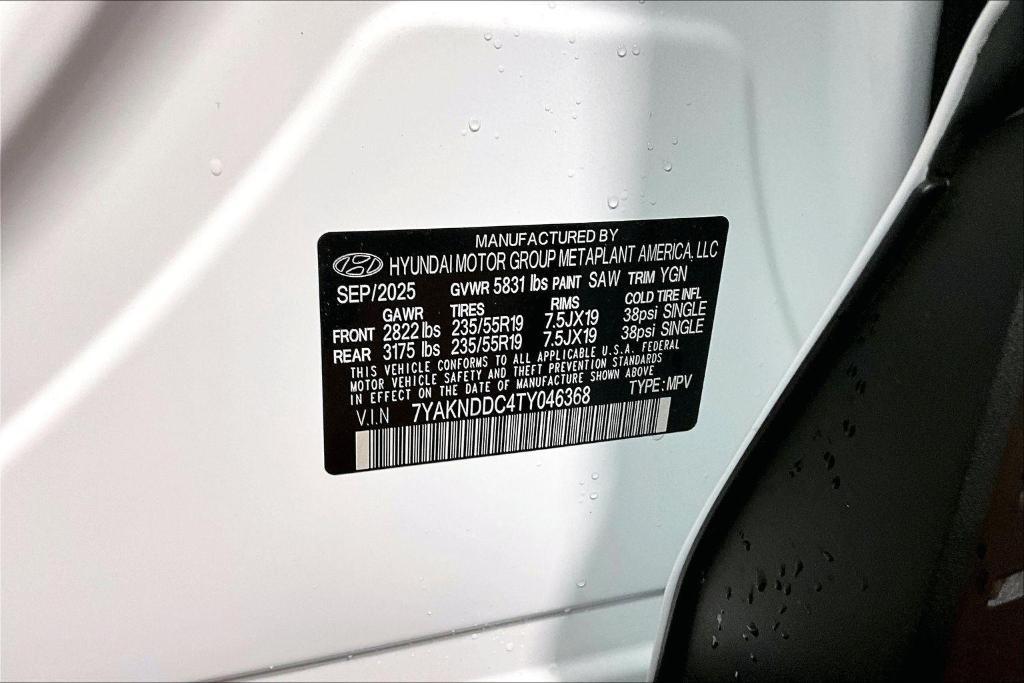 MANUFACTURED BY
HYUNDAI MOTOR GROUP METAPLANT AMERICA, LLC
SEP/2025 GVWR 5831 lbs PAINT SAW TRIM YGN
GAWR TIRES RIMS COLD TIRE INFL
FRONT 2822 lbs 235/55R19 7.5JX19 38psi SINGLE
REAR 3175 lbs 235/55R19 7.5JX19 38psi SINGLE
THIS VEHICLE CONFORMS TO ALL APPLICABLE U.S.A. FEDERAL
MOTOR VEHICLE SAFETY AND THEFT PREVENTION STANDARDS
IN EFFECT ON THE DATE OF MANUFACTURE SHOWN ABOVE
V.I.N 7YAKNDDC4TY046368 TYPE: MPV